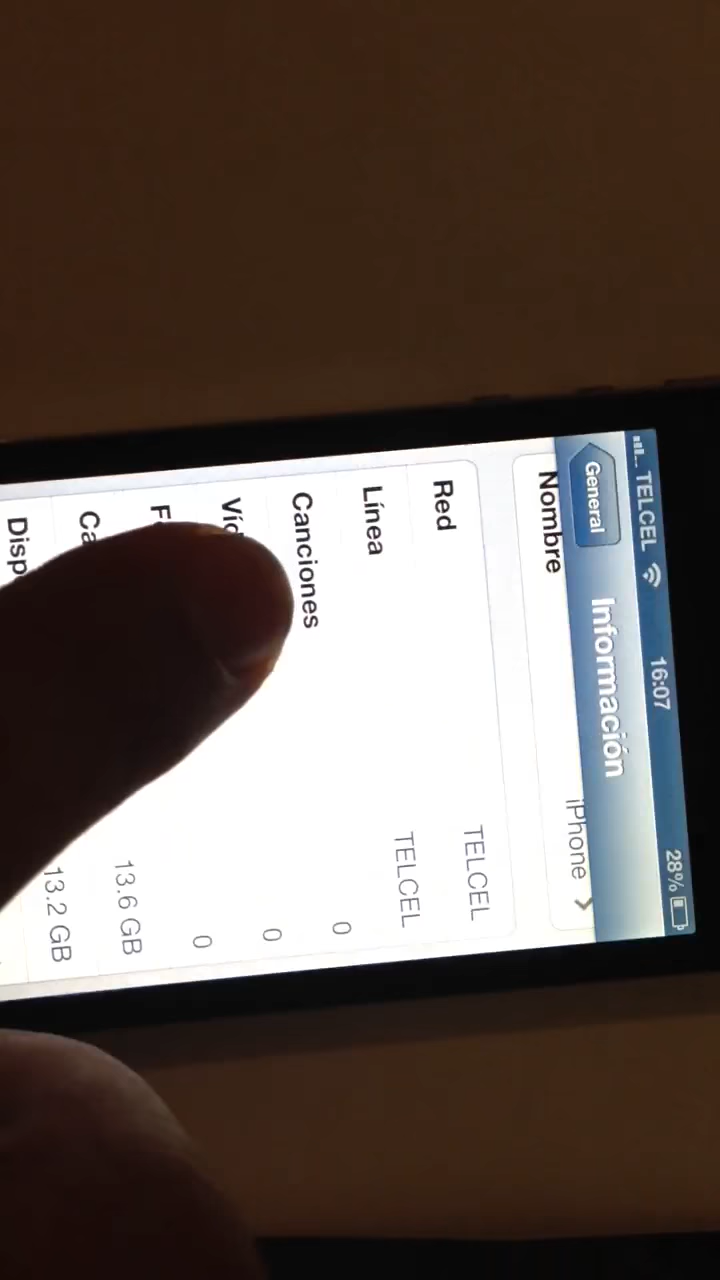 TELCEL 16:07 28%
General Información
Nombre iPhone
Red TELCEL
Línea TELCEL
Canciones 0
0
0
13.6 GB
13.2 GB